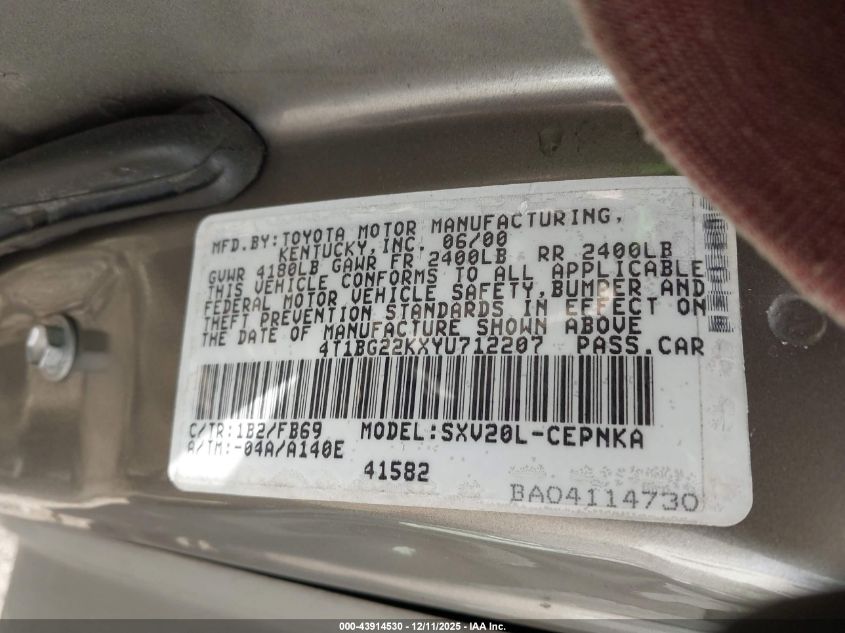 MFD.BY:TOYOTA MOTOR MANUFACTURING,
KENTUCKY,INC. 06/00
GVWR 4180LB GAWR FR 2400LB RR 2400LB
THIS VEHICLE CONFORMS TO ALL APPLICABLE
FEDERAL MOTOR VEHICLE SAFETY,BUMPER AND
THEFT PREVENTION STANDARDS IN EFFECT ON
THE DATE OF MANUFACTURE SHOWN ABOVE
4T1BG22KXYU712207 PASS.CAR
C/TR:1B2/FB69 MODEL:SXV20L-CEPNKA
A/TM:-04A/A140E
41582
BA04114730
000-43914530 - 12/11/2025 - IAA Inc.